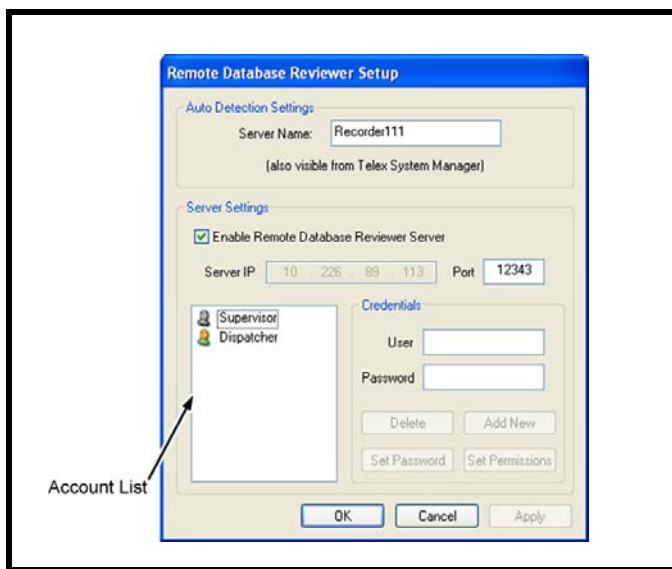 Remote Database Reviewer Setup
Auto Detection Settings
Server Name: Recorder111
(also visible from Telex System Manager)
Server Settings
Enable Remote Database Reviewer Server
Server IP 10 . 226 . 89 . 113 Port 12343
Supervisor
Dispatcher
Credentials
User
Password
Delete Add New
Set Password Set Permissions
Account List
OK Cancel Apply